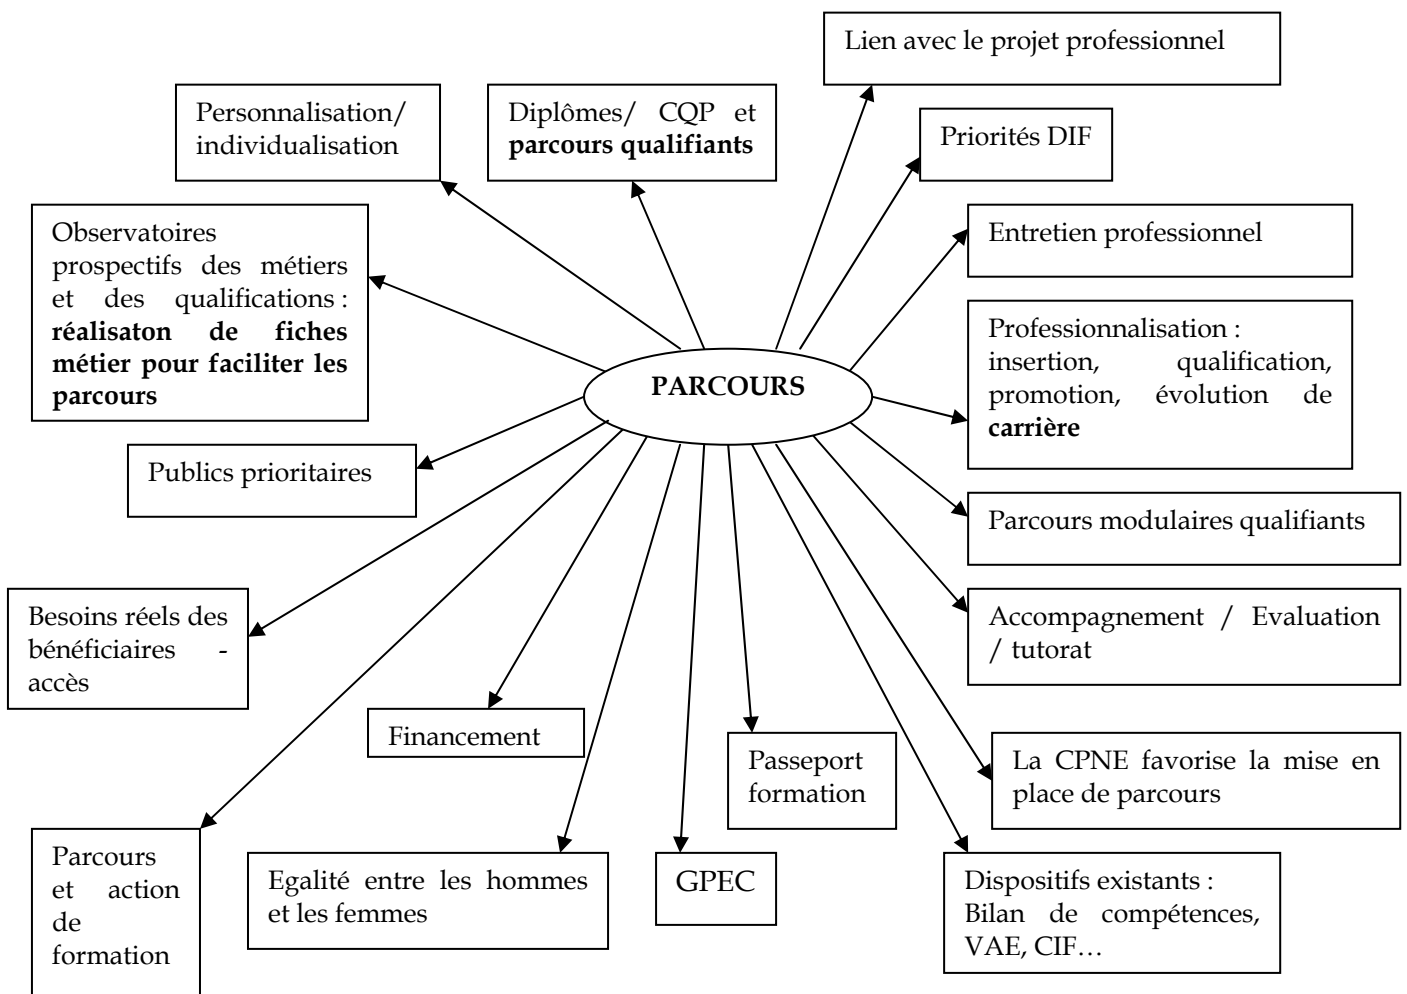 Lien avec le projet professionnel
Personnalisation/
individualisation
Diplômes/ CQP et
parcours qualifiants
Priorités DIF
Observatoires
prospectifs des métiers
et des qualifications :
réalisaton de fiches
métier pour faciliter les
parcours
Entretien professionnel
Professionnalisation :
insertion, qualification,
promotion, évolution de
carrière
PARCOURS
Publics prioritaires
Parcours modulaires qualifiants
Besoins réels des
bénéficiaires -
accès
Accompagnement / Evaluation
/ tutorat
Financement
Passeport
formation
La CPNE favorise la mise en
place de parcours
Parcours
et action
de
formation
Egalité entre les hommes
et les femmes
GPEC
Dispositifs existants :
Bilan de compétences,
VAE, CIF…